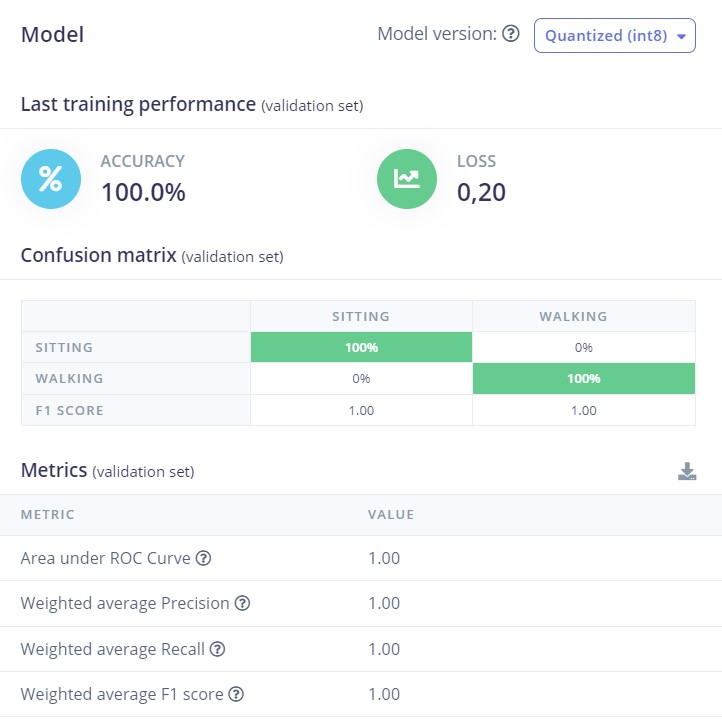 Model
Model version: Quantized (int8)
Last training performance (validation set)
%
ACCURACY
100.0%
LOSS
0,20
Confusion matrix (validation set)
SITTING WALKING
SITTING 100% 0%
WALKING 0% 100%
F1 SCORE 1.00 1.00
Metrics (validation set)
METRIC VALUE
Area under ROC Curve 1.00
Weighted average Precision 1.00
Weighted average Recall 1.00
Weighted average F1 score 1.00